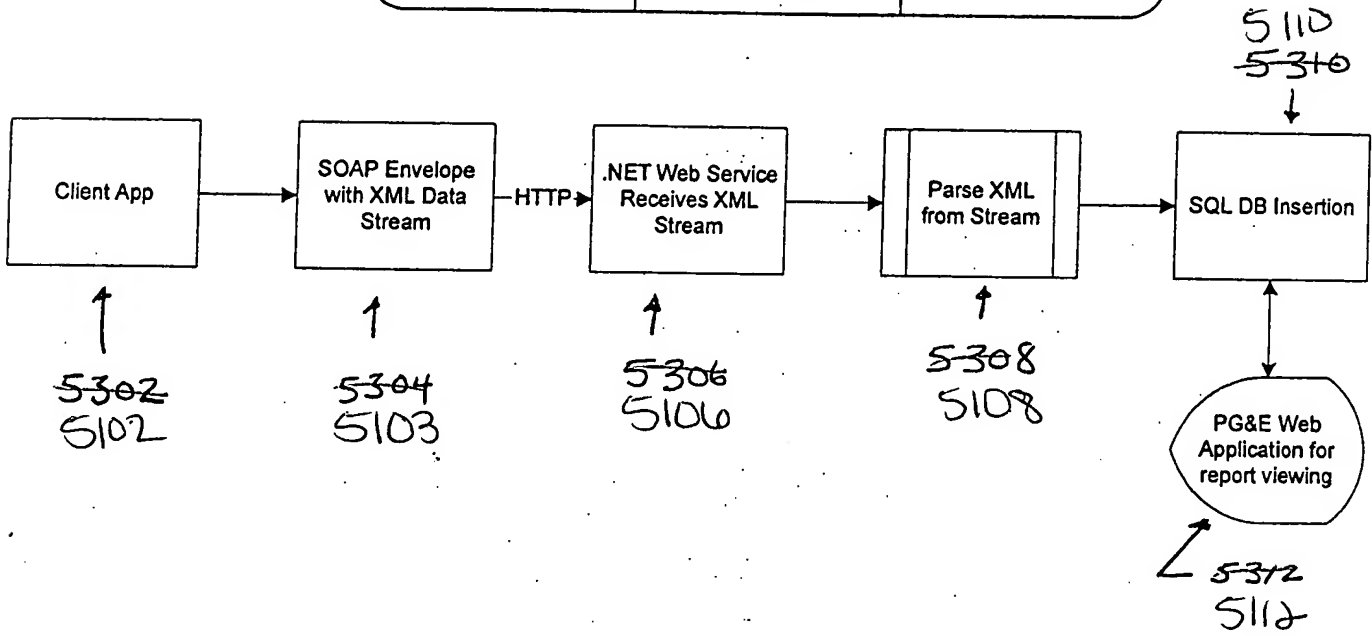 5110
5310
Client App
SOAP Envelope
with XML Data
Stream
HTTP
.NET Web Service
Receives XML
Stream
Parse XML
from Stream
SQL DB Insertion
5302
5102
5304
5103
5306
5106
5308
5108
PG&E Web
Application for
report viewing
5312
5112